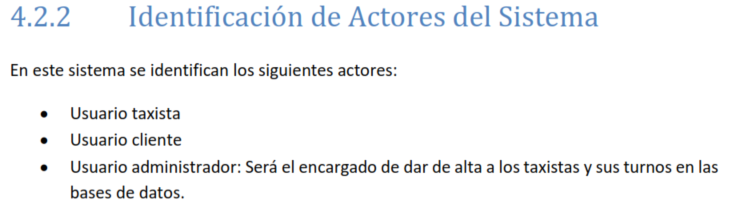 4.2.2 Identificación de Actores del Sistema
En este sistema se identifican los siguientes actores:
• Usuario taxista
• Usuario cliente
• Usuario administrador: Será el encargado de dar de alta a los taxistas y sus turnos en las
bases de datos.